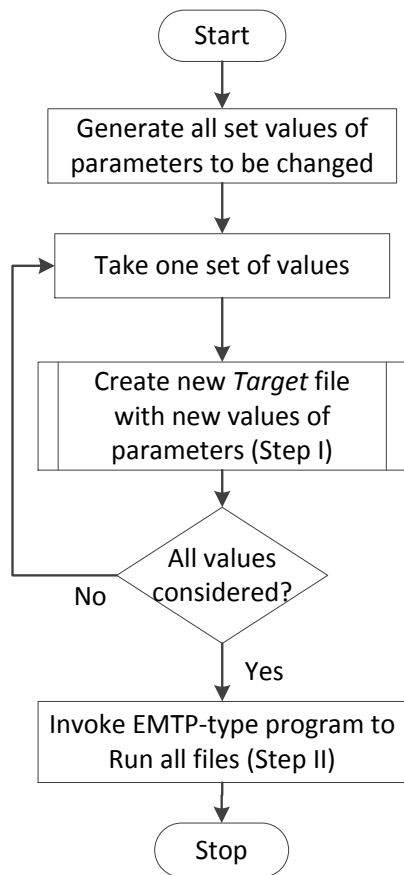 Start
Generate all set values of
parameters to be changed
Take one set of values
Create new Target file
with new values of
parameters (Step I)
All values
considered?
No
Yes
Invoke EMTP-type program to
Run all files (Step II)
Stop